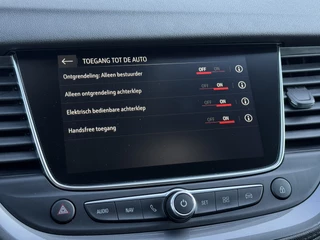 TOEGANG TOT DE AUTO
Ontgrendeling: Alleen bestuurder OFF ON
Alleen ontgrendeling achterklep OFF ON
Elektrisch bedienbare achterklep OFF ON
Handsfree toegang OFF ON
AUDIO NAV